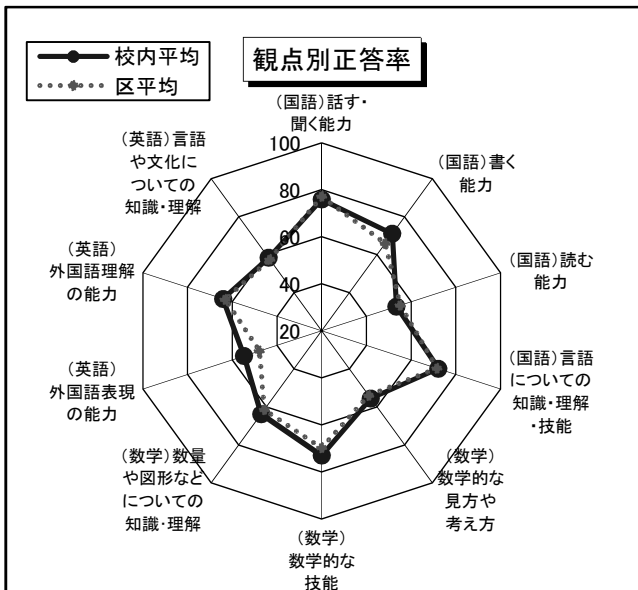 校内平均
区平均
観点別正答率
(国語)話す・
聞く能力
(国語)書く
能力
(国語)読む
能力
(国語)言語
についての
知識・理解
・技能
(数学)
数学的な
見方や
考え方
(数学)
数学的な
技能
(数学)数量
や図形など
についての
知識・理解
(英語)
外国語表現
の能力
(英語)
外国語理解
の能力
(英語)言語
や文化に
ついての
知識・理解
100
80
60
40
20